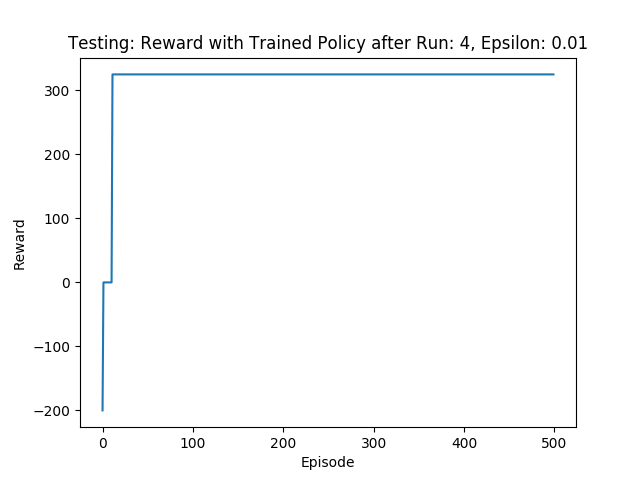 Testing: Reward with Trained Policy after Run: 4, Epsilon: 0.01
300
200
100
0
−100
−200
Reward
0 100 200 300 400 500
Episode